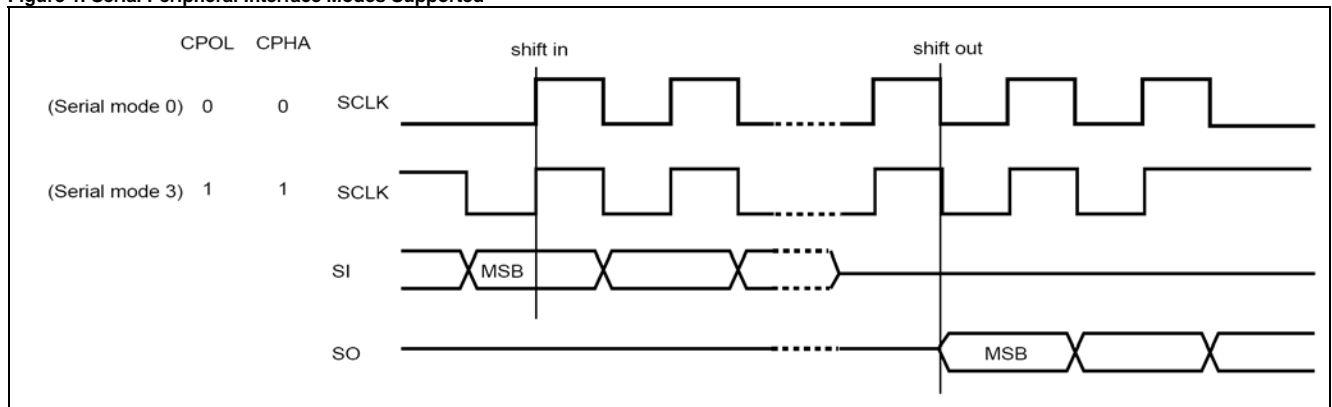 CPOL CPHA shift in shift out
(Serial mode 0) 0 0 SCLK
(Serial mode 3) 1 1 SCLK
SI MSB
SO MSB